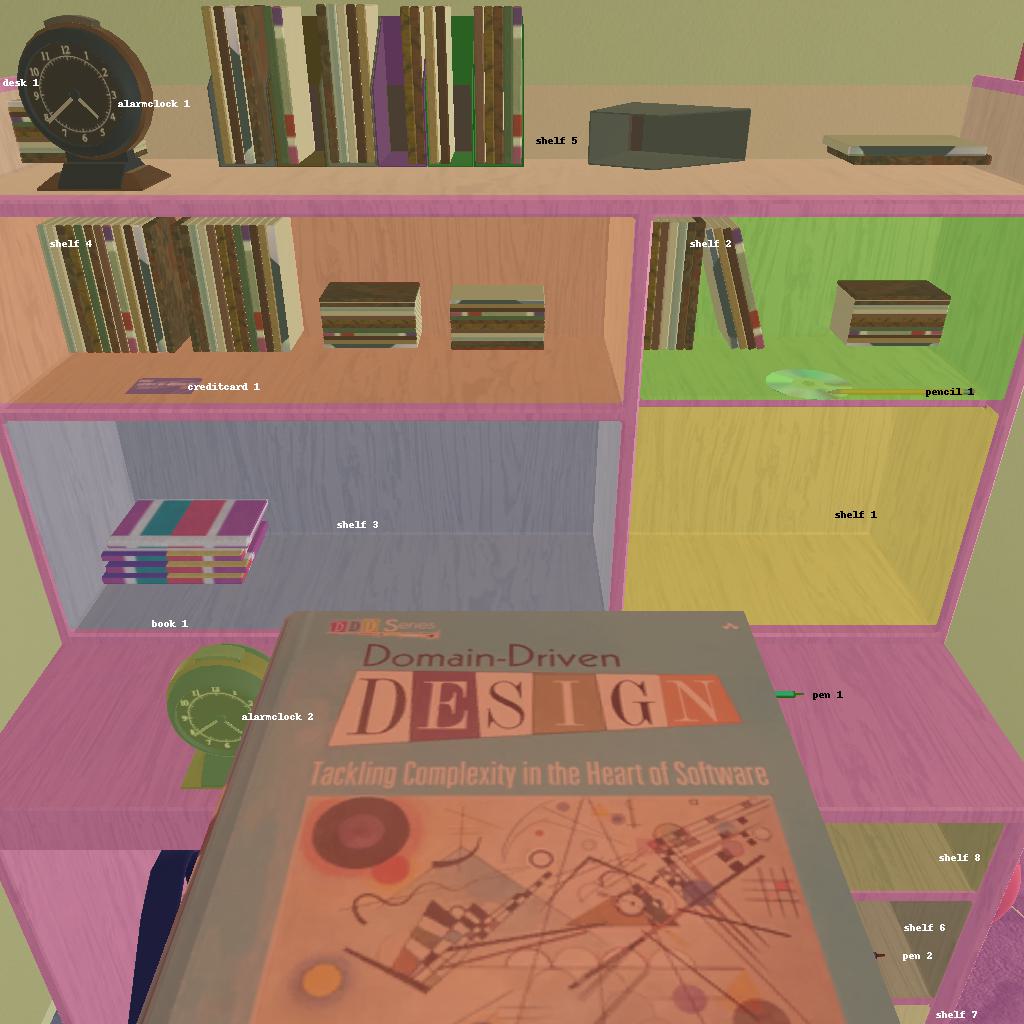 desk 1
alarmclock 1
shelf 5
shelf 4
shelf 2
creditcard 1
pencil 1
shelf 3
shelf 1
book 1
DDD Series
Domain-Driven
DESIGN
Tackling Complexity in the Heart of Software
pen 1
alarmclock 2
shelf 8
shelf 6
pen 2
shelf 7